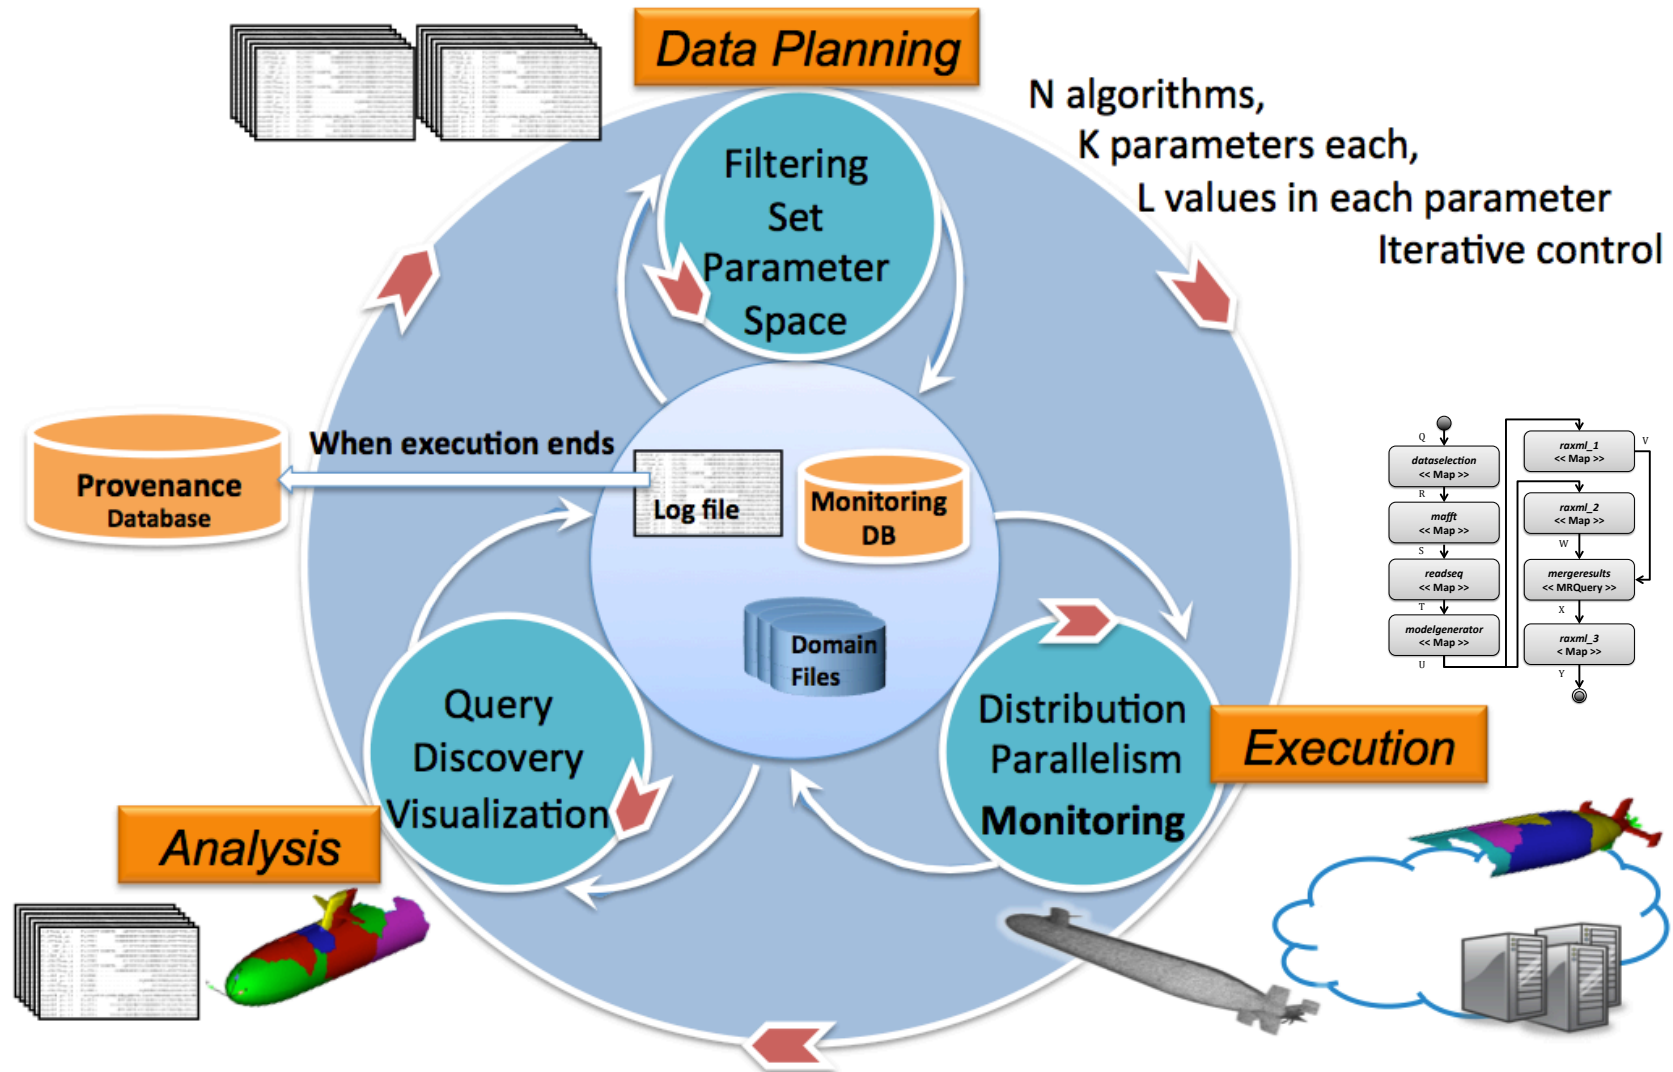 Data Planning
N algorithms,
K parameters each,
L values in each parameter
Iterative control
Filtering
Set
Parameter
Space
When execution ends
Provenance
Database
Log file
Monitoring
DB
Domain
Files
Query
Discovery
Visualization
Distribution
Parallelism
Monitoring
Execution
Analysis
Q
dataselection
<< Map >>
R
mafft
<< Map >>
S
readseq
<< Map >>
T
modelgenerator
<< Map >>
U
raxml_1
<< Map >>
V
raxml_2
<< Map >>
W
mergeresults
<< MRQuery >>
X
raxml_3
< Map >>
Y